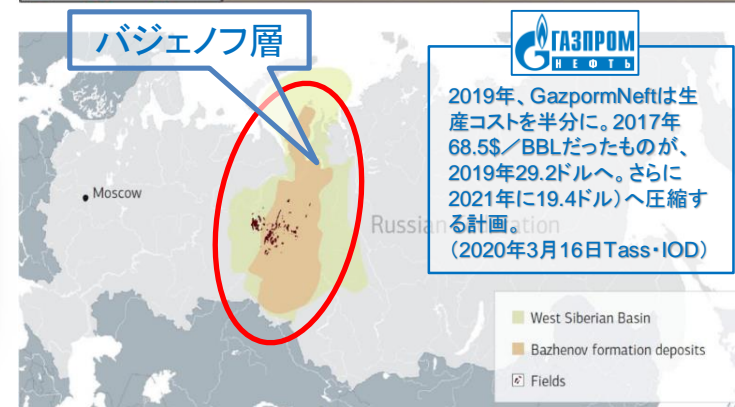 バジェノフ層
ГАЗПРОМ
НЕФТЬ
2019年、GazpormNeftは生
産コストを半分に。2017年
68.5$／BBLだったものが、
2019年29.2ドルへ。さらに
2021年に19.4ドル）へ圧縮す
る計画。
（2020年3月16日Tass・IOD）
Moscow
Russian Federation
West Siberian Basin
Bazhenov formation deposits
Fields